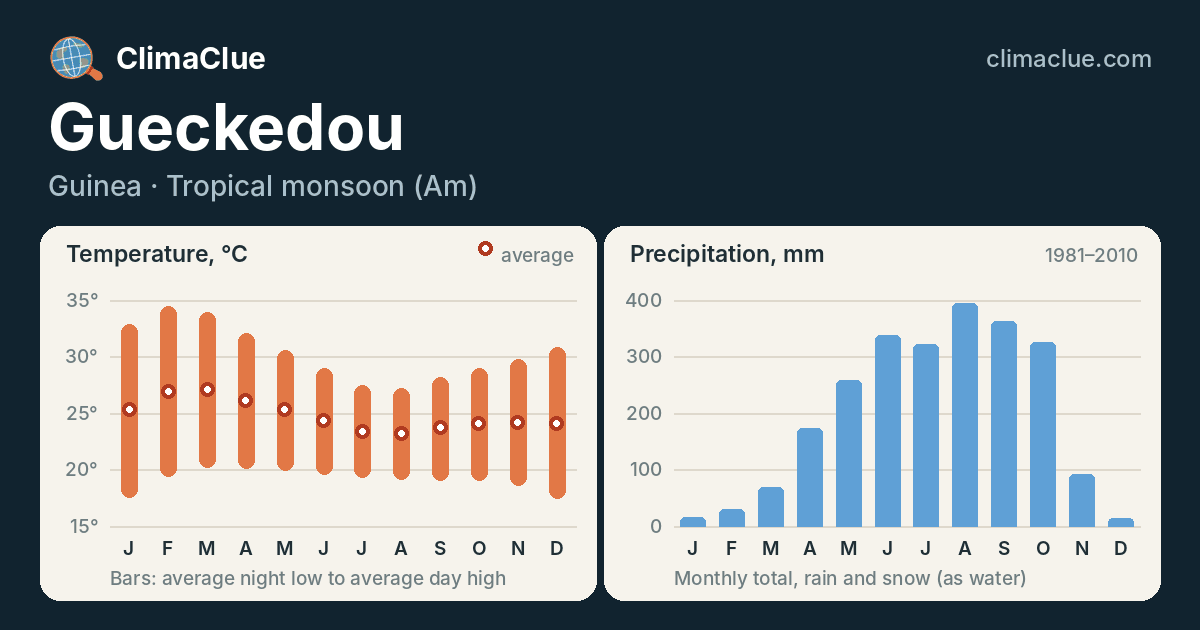 ClimaClue
climaclue.com
Gueckedou
Guinea · Tropical monsoon (Am)
Temperature, °C
average
35°
30°
25°
20°
15°
J F M A M J J A S O N D
Bars: average night low to average day high
Precipitation, mm
1981–2010
400
300
200
100
0
J F M A M J J A S O N D
Monthly total, rain and snow (as water)